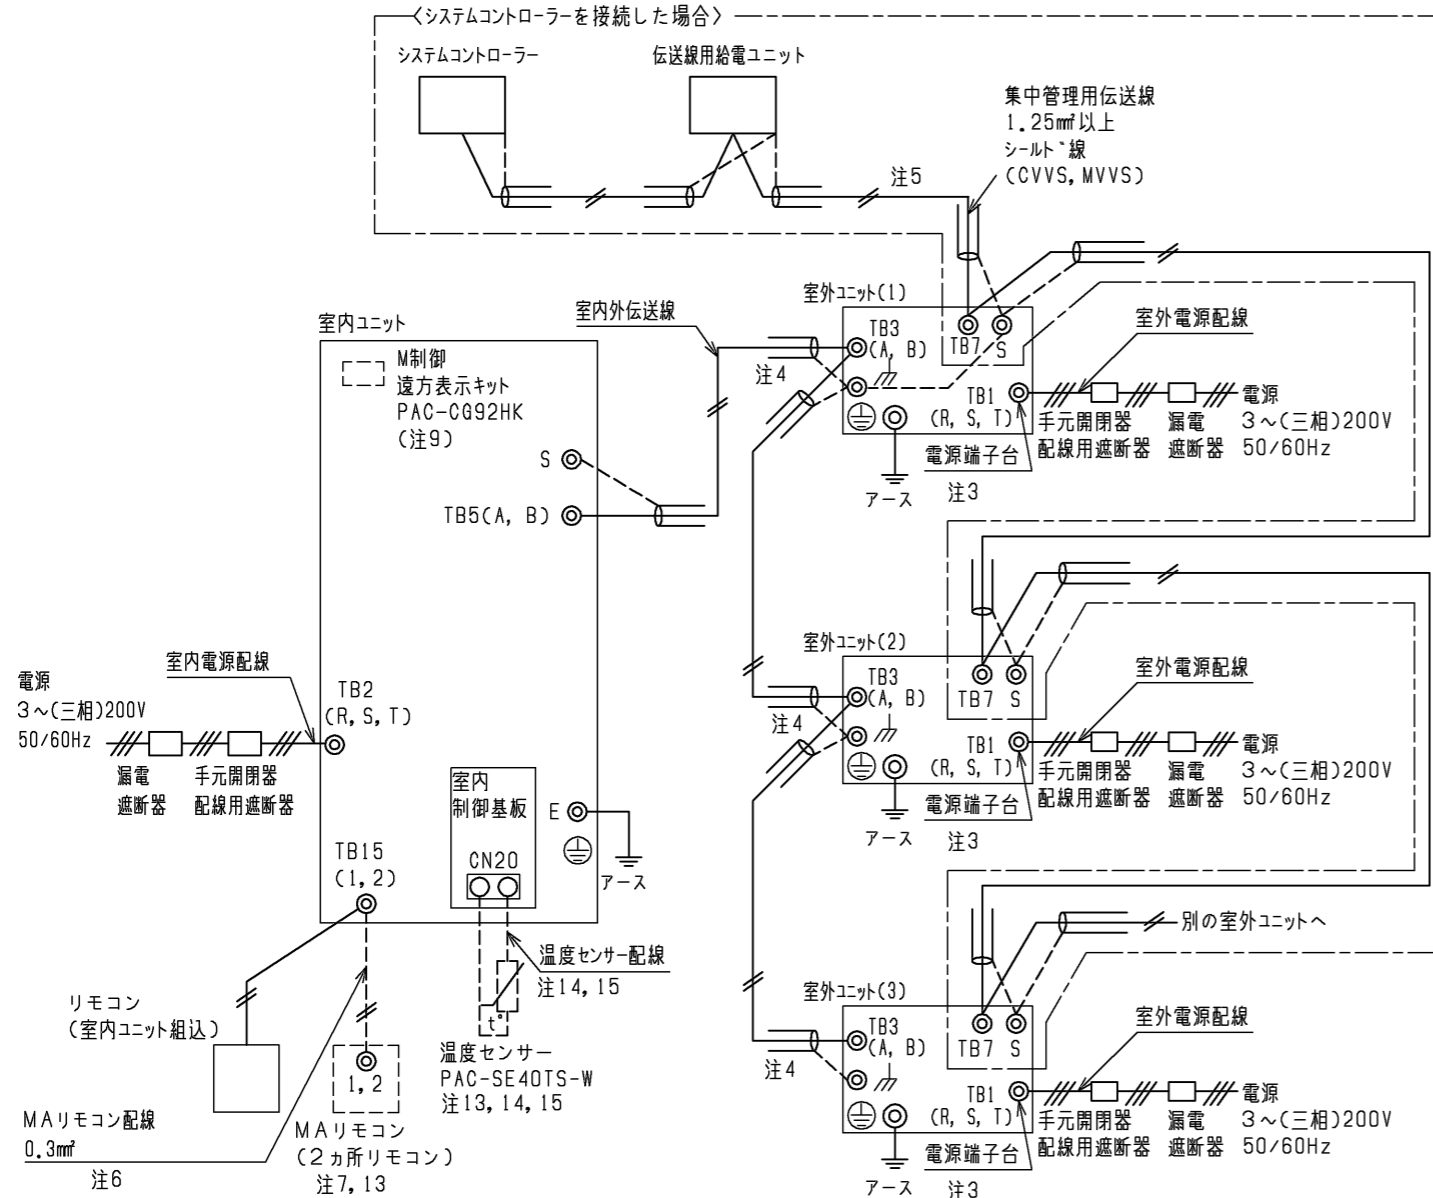 〈システムコントローラーを接続した場合〉
システムコントローラー
伝送線用給電ユニット
集中管理用伝送線
1.25㎟以上
シールド線
(CVVS, MVVS)
注5
室内ユニット
M制御
遠方表示キット
PAC-CG92HK
(注9)
S
TB5(A, B)
室内外伝送線
注4
室外ユニット(1)
TB3
(A, B)
TB7
S
TB1
(R, S, T)
アース
電源端子台
注3
室外電源配線
手元開閉器
配線用遮断器
漏電
遮断器
電源
3~(三相)200V
50/60Hz
室外ユニット(2)
TB3
(A, B)
TB7
S
TB1
(R, S, T)
注4
アース
電源端子台
注3
室外電源配線
手元開閉器
配線用遮断器
漏電
遮断器
電源
3~(三相)200V
50/60Hz
別の室外ユニットへ
室外ユニット(3)
TB3
(A, B)
TB7
S
TB1
(R, S, T)
注4
アース
電源端子台
注3
室外電源配線
手元開閉器
配線用遮断器
漏電
遮断器
電源
3~(三相)200V
50/60Hz
室内電源配線
電源
3~(三相)200V
50/60Hz
漏電
遮断器
手元開閉器
配線用遮断器
TB2
(R, S, T)
室内
制御基板
CN20
E
アース
TB15
(1, 2)
温度センサー配線
注14, 15
t°
温度センサー
PAC-SE40TS-W
注13, 14, 15
リモコン
(室内ユニット組込)
1, 2
MAリモコン
(2ヵ所リモコン)
注7, 13
MAリモコン配線
0.3㎟
注6